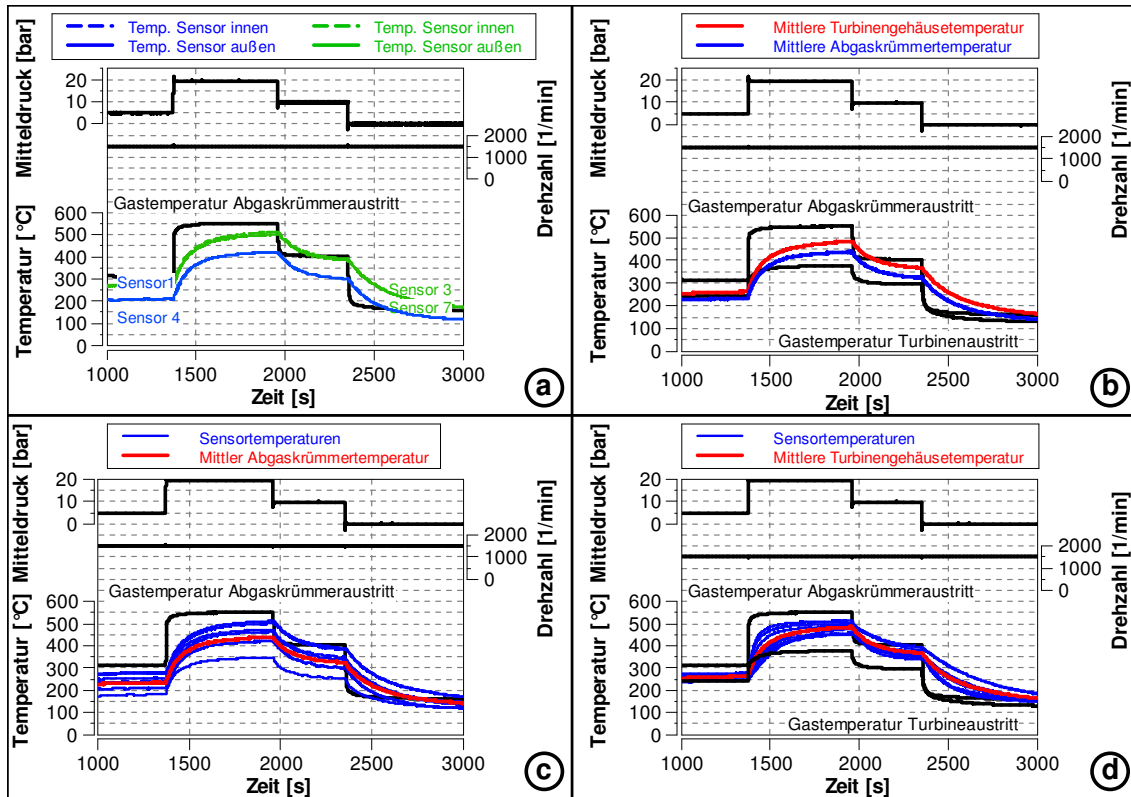 Temp. Sensor innen Temp. Sensor innen
Temp. Sensor außen Temp. Sensor außen
Mitteldruck [bar]
20
10
0
2000
1000
0
Drehzahl [1/min]
Gastemperatur Abgaskrümmeraustritt
Temperatur [°C]
600
500
400
300
200
100
0
Sensor1
Sensor 4
Sensor 3
Sensor 7
1000 1500 2000 2500 3000
Zeit [s]
a
Mittlere Turbinengehäusetemperatur
Mittlere Abgaskrümmertemperatur
Mitteldruck [bar]
20
10
0
2000
1000
0
Drehzahl [1/min]
Gastemperatur Abgaskrümmeraustritt
Temperatur [°C]
600
500
400
300
200
100
0
Gastemperatur Turbinenaustritt
1000 1500 2000 2500 3000
Zeit [s]
b
Sensortemperaturen
Mittler Abgaskrümmertemperatur
Mitteldruck [bar]
20
10
0
2000
1000
0
Drehzahl [1/min]
Gastemperatur Abgaskrümmeraustritt
Temperatur [°C]
600
500
400
300
200
100
0
1000 1500 2000 2500 3000
Zeit [s]
c
Sensortemperaturen
Mittlere Turbinengehäusetemperatur
Mitteldruck [bar]
20
10
0
2000
1000
0
Drehzahl [1/min]
Gastemperatur Abgaskrümmeraustritt
Temperatur [°C]
600
500
400
300
200
100
0
Gastemperatur Turbineaustritt
1000 1500 2000 2500 3000
Zeit [s]
d